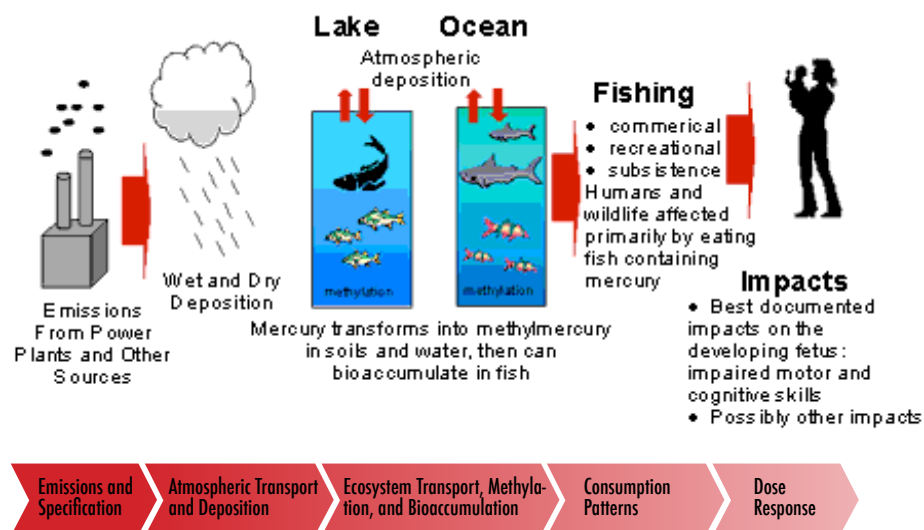 Lake
Ocean
Atmospheric
deposition
Fishing
• commerical
• recreational
• subsistence
Humans and
wildlife affected
primarily by eating
fish containing
mercury
Wet and Dry
Deposition
methylation
methylation
Emissions
From Power
Plants and Other
Sources
Mercury transforms into methylmercury
in soils and water, then can
bioaccumulate in fish
Impacts
• Best documented
impacts on the
developing fetus:
impaired motor and
cognitive skills
• Possibly other impacts
Emissions and
Specification
Atmospheric Transport
and Deposition
Ecosystem Transport, Methyla-
tion, and Bioaccumulation
Consumption
Patterns
Dose
Response